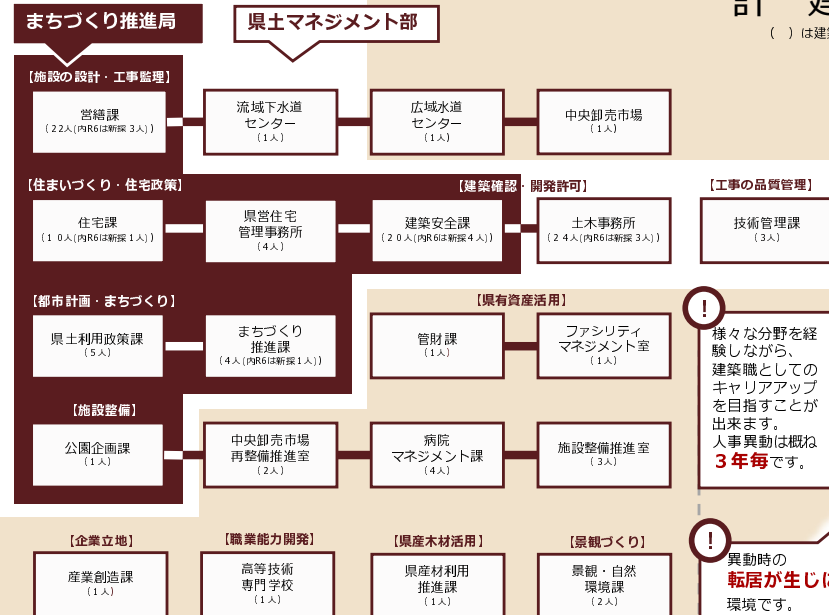 まちづくり推進局
県土マネジメント部
計
(　)は建
【施設の設計・工事監理】
営繕課
(22人(内R6は新採3人))
流域下水道
センター
(1人)
広域水道
センター
(1人)
中央卸売市場
(1人)
【住まいづくり・住宅政策】
【建築確認・開発許可】
【工事の品質管理】
住宅課
(10人(内R6は新採1人))
県営住宅
管理事務所
(4人)
建築安全課
(20人(内R6は新採4人))
土木事務所
(24人(内R6は新採3人))
技術管理課
(3人)
【都市計画・まちづくり】
【県有資産活用】
県土利用政策課
(5人)
まちづくり
推進課
(4人(内R6は新採1人))
管財課
(1人)
ファシリティ
マネジメント室
(1人)
!
様々な分野を経
験しながら、
建築職としての
キャリアアップ
を目指すことが
出来ます。
人事異動は概ね
3年毎です。
【施設整備】
公園企画課
(1人)
中央卸売市場
再整備推進室
(2人)
病院
マネジメント課
(4人)
施設整備推進室
(3人)
【企業立地】
【職業能力開発】
【県産木材活用】
【景観づくり】
産業創造課
(1人)
高等技術
専門学校
(1人)
県産材利用
推進課
(1人)
景観・自然
環境課
(2人)
!
異動時の
転居が生じに
環境です。